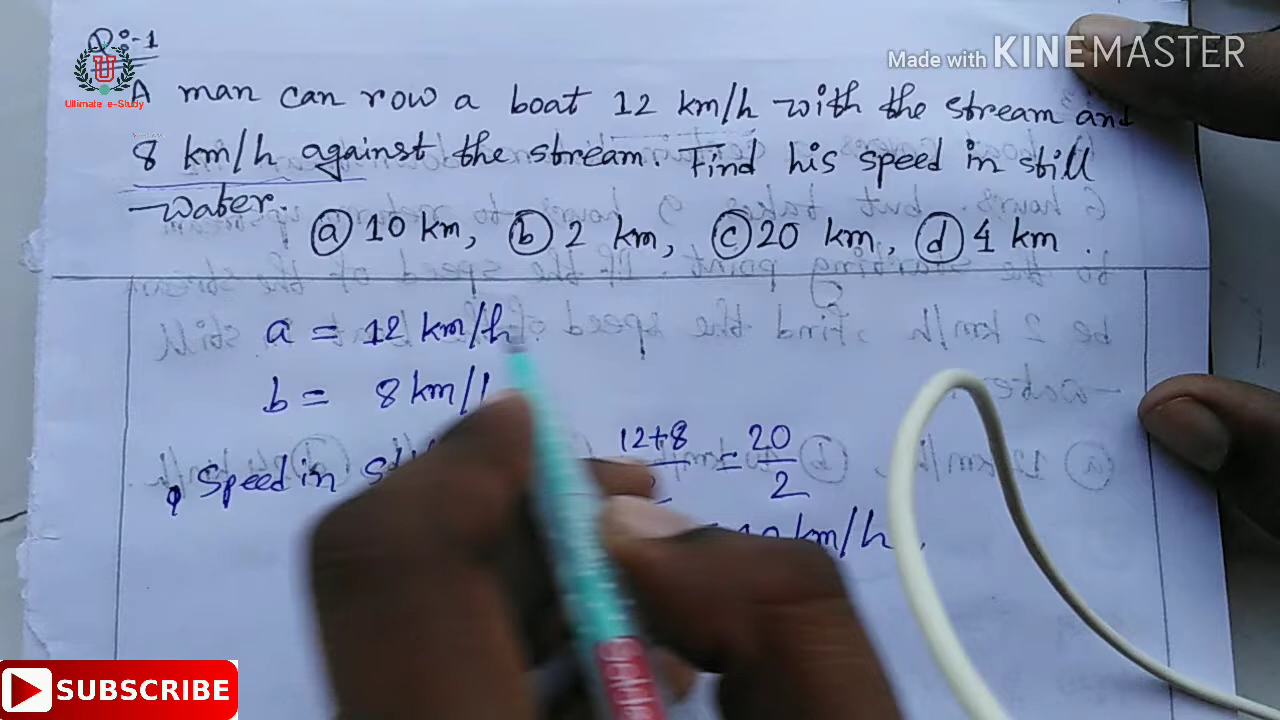 Q:-1
Made with KINEMASTER
Ultimate e-Study
A man can row a boat 12 km/h with the stream and
8 km/h against the stream. Find his speed in still
water.
(a) 10 km, (b) 2 km, (c) 20 km, (d) 4 km.
a = 12 km/h
b = 8 km/
Speed in 12+8 = 20
2 2
km/h.
SUBSCRIBE